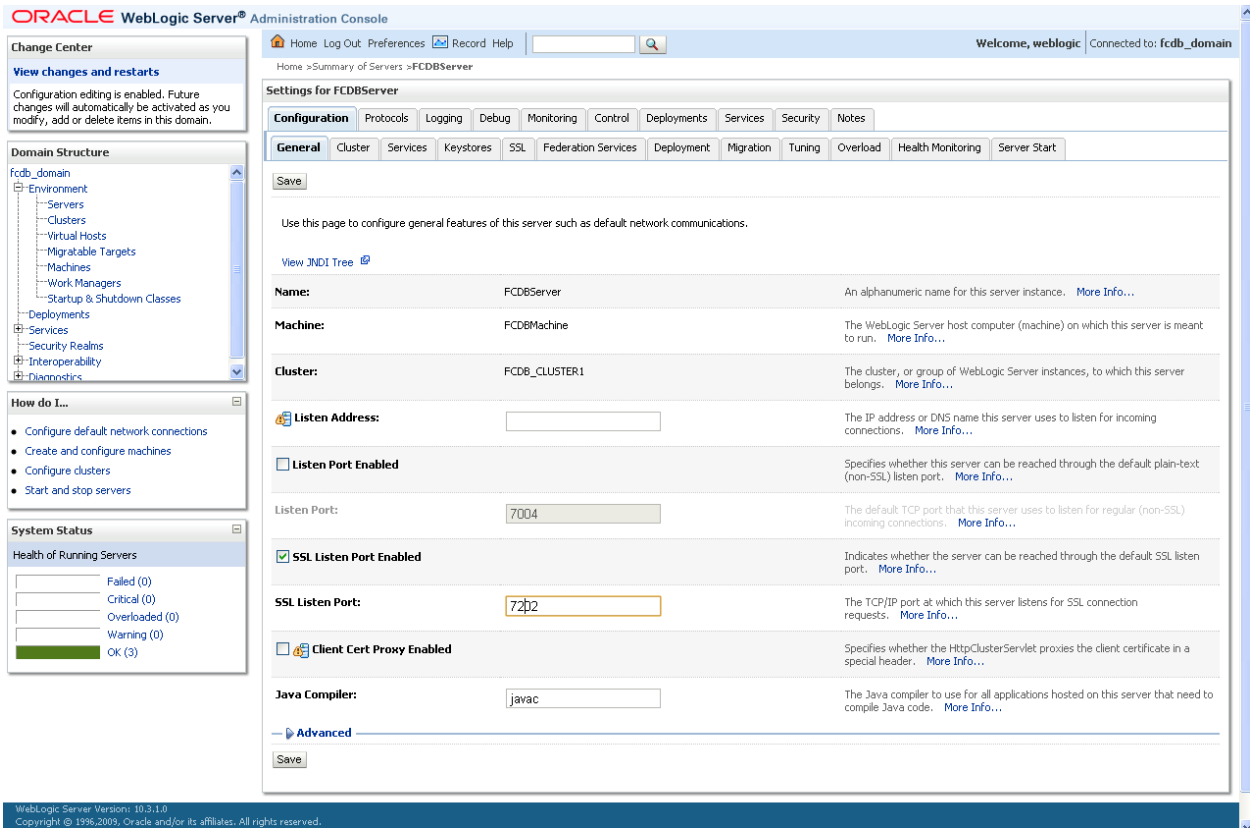 ORACLE WebLogic Server® Administration Console
Change Center
View changes and restarts
Configuration editing is enabled. Future
changes will automatically be activated as you
modify, add or delete items in this domain.
Domain Structure
fcdb_domain
Environment
Servers
Clusters
Virtual Hosts
Migratable Targets
Machines
Work Managers
Startup & Shutdown Classes
Deployments
Services
Security Realms
Interoperability
Diagnostics
How do I...
Configure default network connections
Create and configure machines
Configure clusters
Start and stop servers
System Status
Health of Running Servers
Failed (0)
Critical (0)
Overloaded (0)
Warning (0)
OK (3)
Home Log Out Preferences Record Help
Welcome, weblogic Connected to: fcdb_domain
Home >Summary of Servers >FCDBServer
Settings for FCDBServer
Configuration Protocols Logging Debug Monitoring Control Deployments Services Security Notes
General Cluster Services Keystores SSL Federation Services Deployment Migration Tuning Overload Health Monitoring Server Start
Save
Use this page to configure general features of this server such as default network communications.
View JNDI Tree
Name: FCDBServer An alphanumeric name for this server instance. More Info...
Machine: FCDBMachine The WebLogic Server host computer (machine) on which this server is meant
to run. More Info...
Cluster: FCDB_CLUSTER1 The cluster, or group of WebLogic Server instances, to which this server
belongs. More Info...
Listen Address: The IP address or DNS name this server uses to listen for incoming
connections. More Info...
Listen Port Enabled Specifies whether this server can be reached through the default plain-text
(non-SSL) listen port. More Info...
Listen Port: 7004 The default TCP port that this server uses to listen for regular (non-SSL)
incoming connections. More Info...
SSL Listen Port Enabled Indicates whether the server can be reached through the default SSL listen
port. More Info...
SSL Listen Port: 7202 The TCP/IP port at which this server listens for SSL connection
requests. More Info...
Client Cert Proxy Enabled Specifies whether the HttpClusterServlet proxies the client certificate in a
special header. More Info...
Java Compiler: javac The Java compiler to use for all applications hosted on this server that need to
compile Java code. More Info...
Advanced
Save
WebLogic Server Version: 10.3.1.0
Copyright © 1996,2009, Oracle and/or its affiliates. All rights reserved.